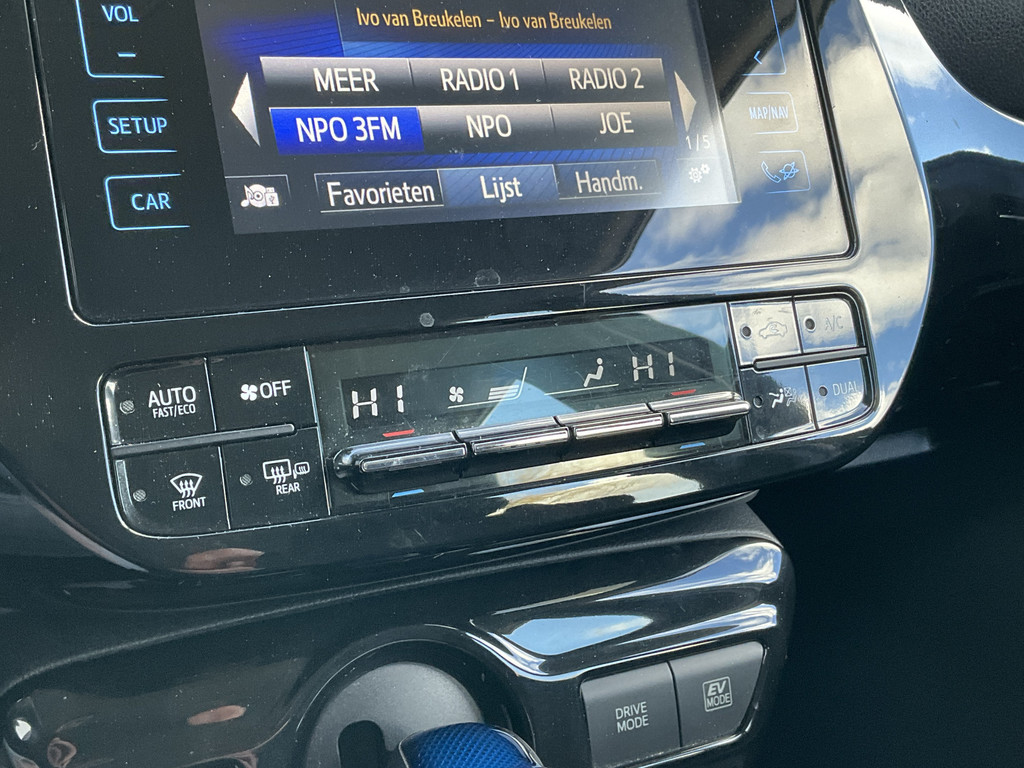 VOL
–
SETUP
CAR
Ivo van Breukelen – Ivo van Breukelen
MEER RADIO 1 RADIO 2
NPO 3FM NPO JOE
1 / 5
Favorieten Lijst Handm.
MAP/NAV
AUTO
FAST/ECO
OFF
FRONT
REAR
HI HI
A/C
DUAL
DRIVE
MODE
EV
MODE